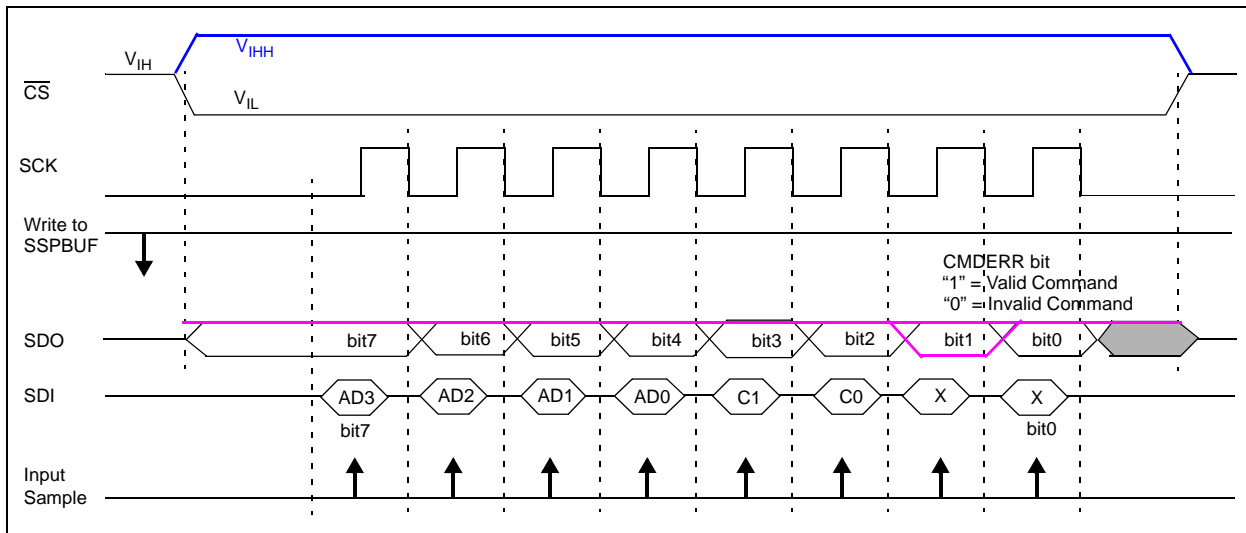 V_IHH
V_IH
CS
V_IL
SCK
Write to
SSPBUF
CMDERR bit
“1” = Valid Command
“0” = Invalid Command
SDO
bit7 bit6 bit5 bit4 bit3 bit2 bit1 bit0
SDI
AD3 AD2 AD1 AD0 C1 C0 X X
bit7 bit0
Input
Sample